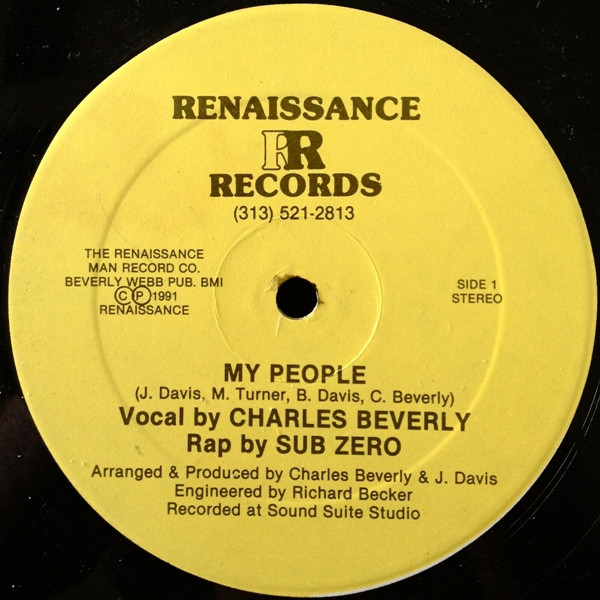 RENAISSANCE
RR
RECORDS
(313) 521-2813
THE RENAISSANCE
MAN RECORD CO.
BEVERLY WEBB PUB. BMI
Ⓒ Ⓟ 1991
RENAISSANCE
SIDE 1
STEREO
MY PEOPLE
(J. Davis, M. Turner, B. Davis, C. Beverly)
Vocal by CHARLES BEVERLY
Rap by SUB ZERO
Arranged & Produced by Charles Beverly & J. Davis
Engineered by Richard Becker
Recorded at Sound Suite Studio